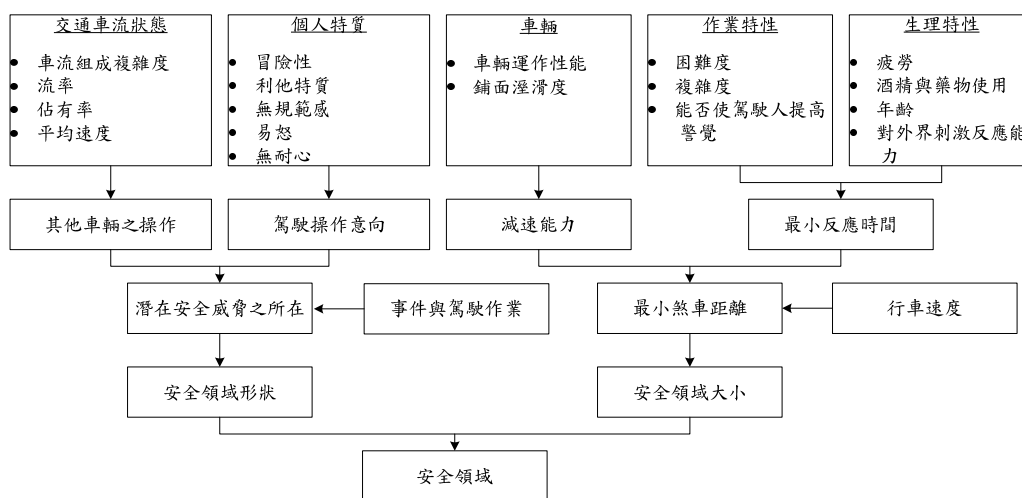 交通車流狀態
• 車流組成複雜度
• 流率
• 佔有率
• 平均速度
個人特質
• 冒險性
• 利他特質
• 無規範感
• 易怒
• 無耐心
車輛
• 車輛運作性能
• 鋪面溼滑度
作業特性
• 困難度
• 複雜度
• 能否使駕駛人提高
警覺
生理特性
• 疲勞
• 酒精與藥物使用
• 年齡
• 對外界刺激反應能
力
其他車輛之操作
駕駛操作意向
減速能力
最小反應時間
潛在安全威脅之所在
事件與駕駛作業
最小煞車距離
行車速度
安全領域形狀
安全領域大小
安全領域